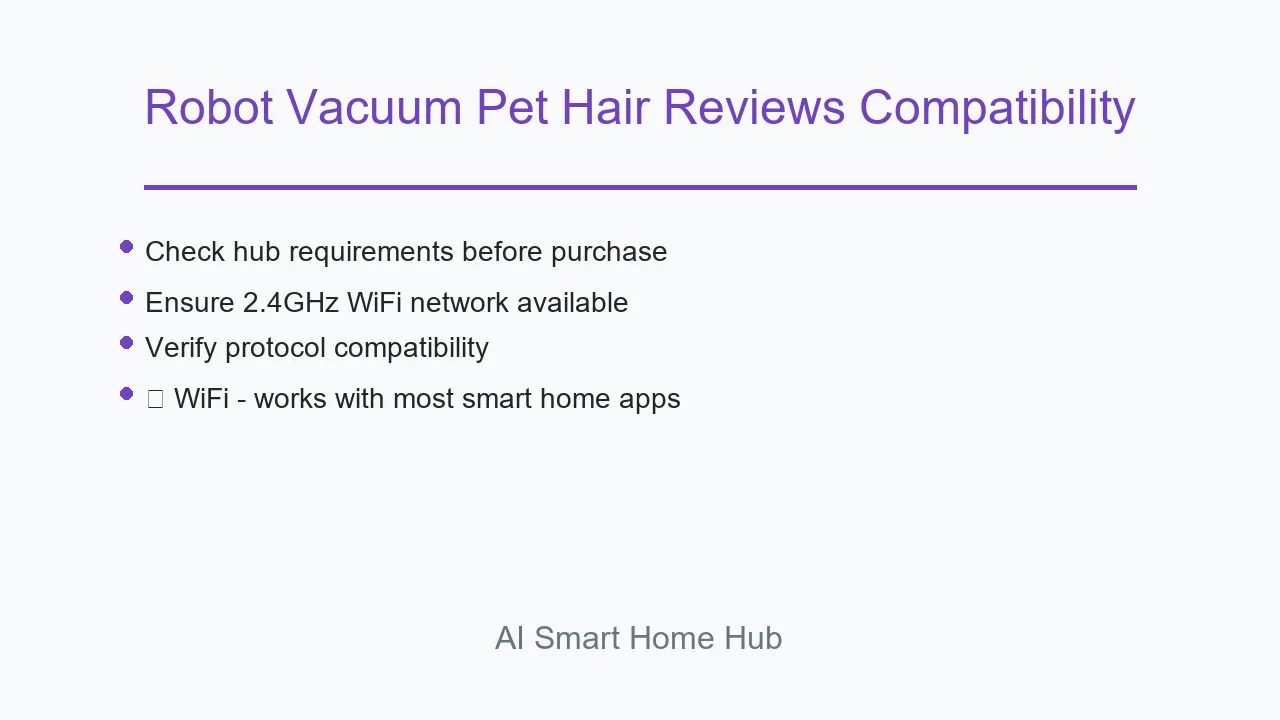 Robot Vacuum Pet Hair Reviews Compatibility
Check hub requirements before purchase
Ensure 2.4GHz WiFi network available
Verify protocol compatibility
WiFi - works with most smart home apps
AI Smart Home Hub